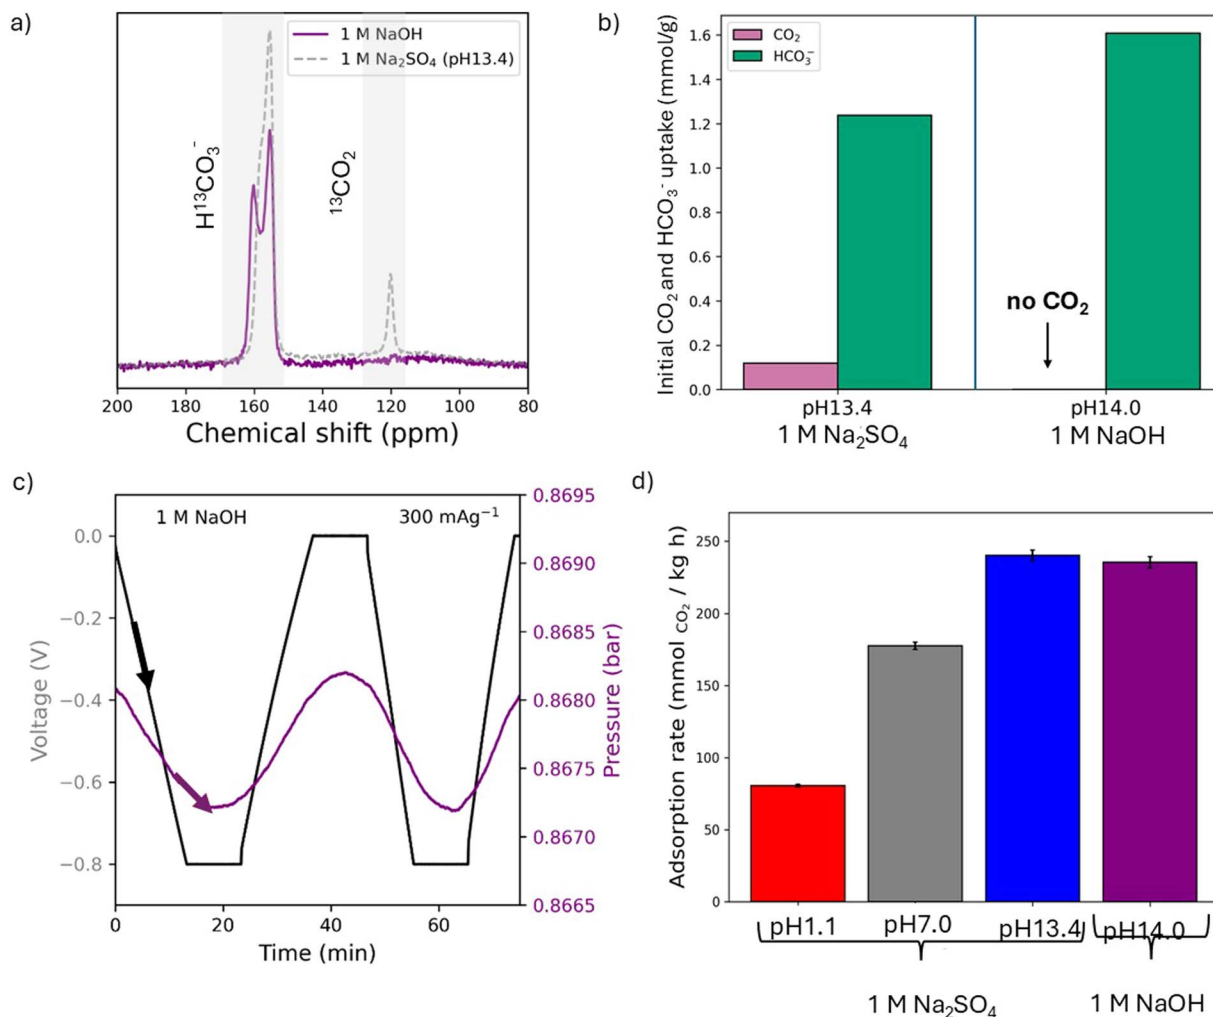 a)
1 M NaOH
1 M Na₂SO₄ (pH13.4)
H¹³CO₃⁻
¹³CO₂
200 180 160 140 120 100 80
Chemical shift (ppm)
b)
CO₂
HCO₃⁻
Initial CO₂ and HCO₃⁻ uptake (mmol/g)
1.6
1.4
1.2
1.0
0.8
0.6
0.4
0.2
0.0
no CO₂
pH13.4 pH14.0
1 M Na₂SO₄ 1 M NaOH
c)
1 M NaOH 300 mAg⁻¹
Voltage (V)
0.0
−0.2
−0.4
−0.6
−0.8
0.8695
0.8690
0.8685
0.8680
0.8675
0.8670
0.8665
Pressure (bar)
0 20 40 60
Time (min)
d)
Adsorption rate (mmol CO₂ / kg h)
250
200
150
100
50
0
pH1.1 pH7.0 pH13.4 pH14.0
1 M Na₂SO₄ 1 M NaOH